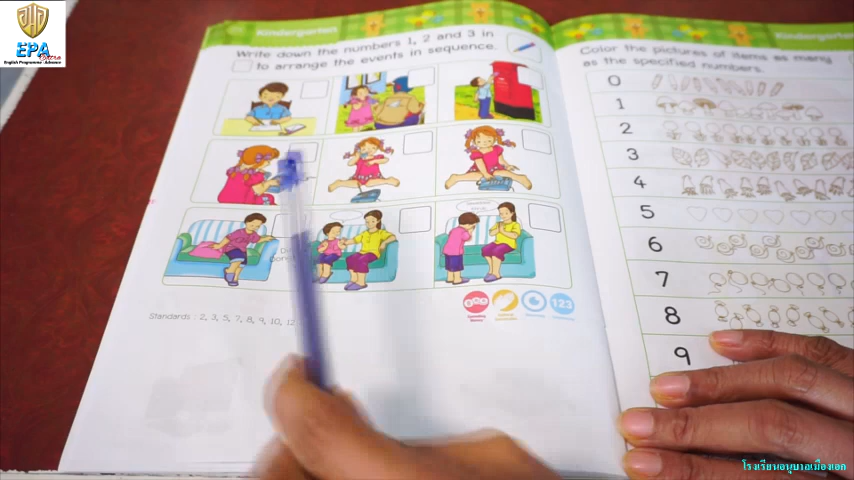 EPA
Extra
English Programme : Advance
Kindergarten
Write down the numbers 1, 2 and 3 in
to arrange the events in sequence.
Standards : 2, 3, 5, 7, 8, 9, 10, 12
123
Kindergarten
Color the pictures of items as many
as the specified numbers.
0
1
2
3
4
5
6
7
8
9
โรงเรียนอนุบาลเมืองเอก